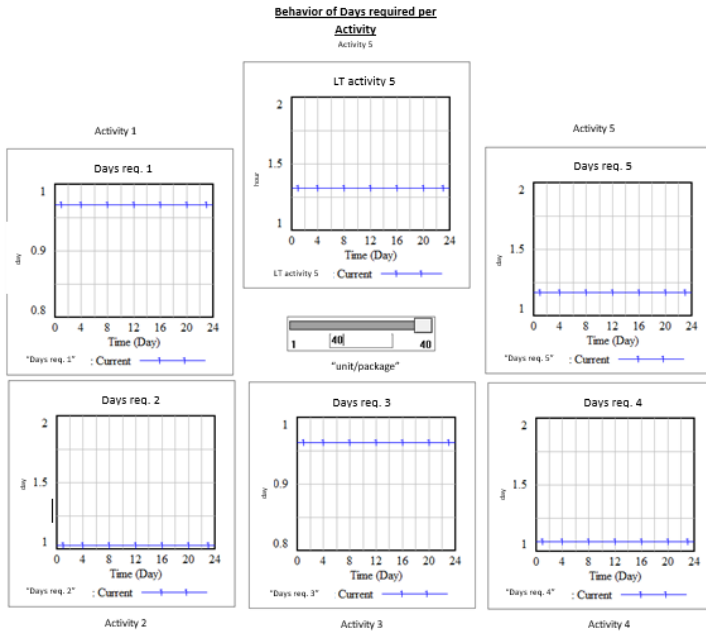 Behavior of Days required per
Activity
Activity 5
LT activity 5
2
1.5
1
hour
0 4 8 12 16 20 24
Time (Day)
LT activity 5 : Current
Activity 1
Days req. 1
1
0.9
0.8
day
0 4 8 12 16 20 24
Time (Day)
"Days req. 1" : Current
Activity 5
Days req. 5
2
1.5
1
day
0 4 8 12 16 20 24
Time (Day)
"Days req. 5" : Current
1 40 40
"unit/package"
Days req. 2
2
1.5
1
day
0 4 8 12 16 20 24
Time (Day)
"Days req. 2" : Current
Activity 2
Days req. 3
1
0.9
0.8
day
0 4 8 12 16 20 24
Time (Day)
"Days req. 3" : Current
Activity 3
Days req. 4
2
1.5
1
day
0 4 8 12 16 20 24
Time (Day)
"Days req. 4" : Current
Activity 4